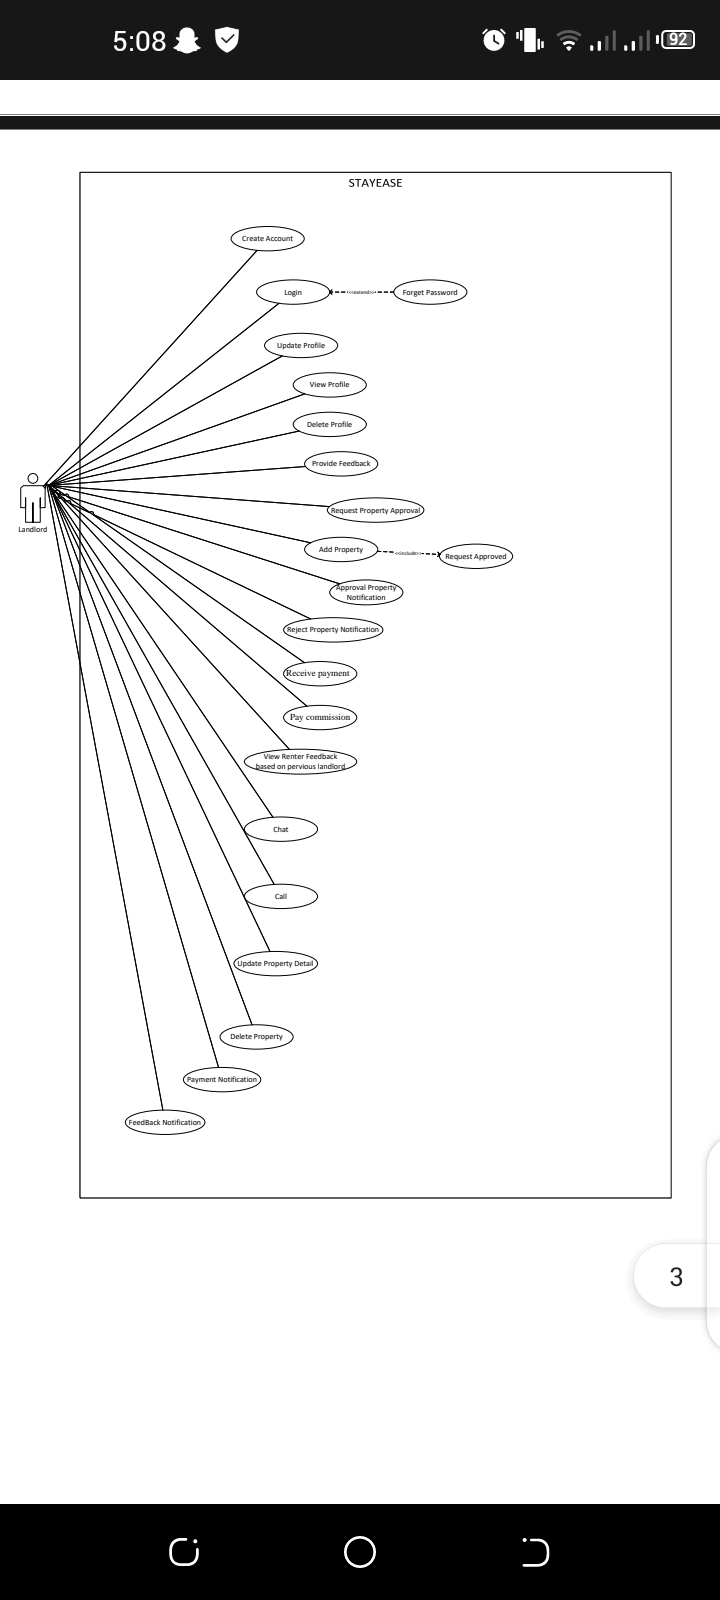 5:08
92
STAYEASE
Create Account
Login
<<extend>>
Forget Password
Update Profile
View Profile
Delete Profile
Provide Feedback
Landlord
Request Property Approval
Add Property
<<include>>
Request Approved
Approval Property
Notification
Reject Property Notification
Receive payment
Pay commission
View Renter Feedback
based on pervious landlord
Chat
Call
Update Property Detail
Delete Property
Payment Notification
FeedBack Notification
3